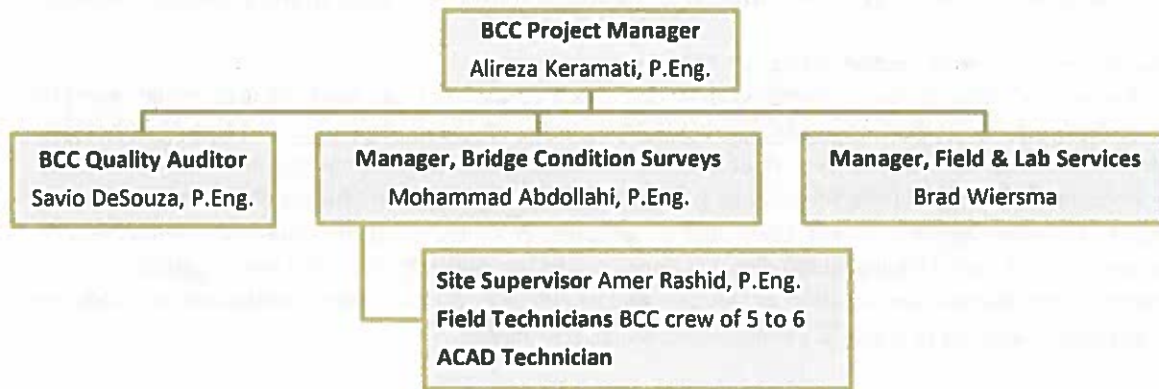 BCC Project Manager
Alireza Keramati, P.Eng.
BCC Quality Auditor
Savio DeSouza, P.Eng.
Manager, Bridge Condition Surveys
Mohammad Abdollahi, P.Eng.
Manager, Field & Lab Services
Brad Wiersma
Site Supervisor Amer Rashid, P.Eng.
Field Technicians BCC crew of 5 to 6
ACAD Technician